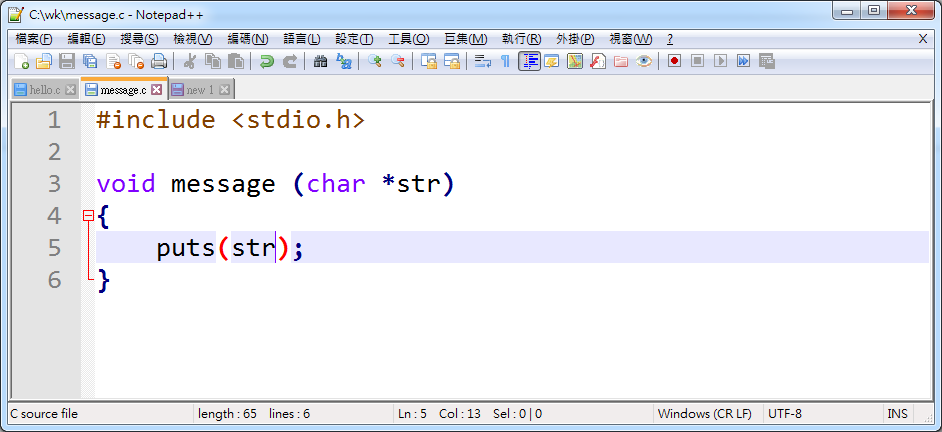 C:\wk\message.c - Notepad++
檔案(F) 編輯(E) 搜尋(S) 檢視(V) 編碼(N) 語言(L) 設定(T) 工具(O) 巨集(M) 執行(R) 外掛(P) 視窗(W) ? X
hello.c message.c new 1
1 #include <stdio.h>
2
3 void message (char *str)
4 {
5 puts(str);
6 }
C source file length : 65 lines : 6 Ln : 5 Col : 13 Sel : 0 | 0 Windows (CR LF) UTF-8 INS